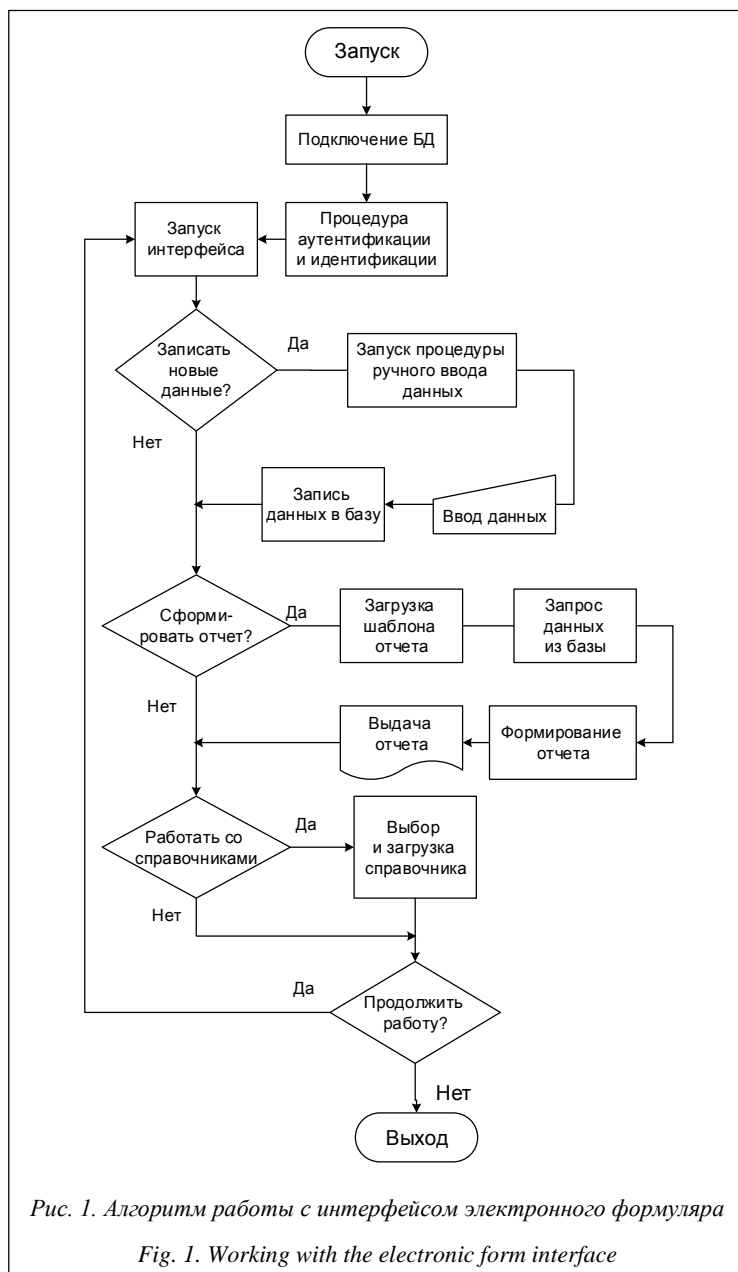 Запуск
Подключение БД
Процедура
аутентификации
и идентификации
Запуск
интерфейса
Записать
новые
данные?
Да
Запуск процедуры
ручного ввода
данных
Нет
Ввод данных
Запись
данных в базу
Сформи-
ровать отчет?
Да
Загрузка
шаблона
отчета
Запрос
данных
из базы
Нет
Формирование
отчета
Выдача
отчета
Работать со
справочниками
Да
Выбор
и загрузка
справочника
Нет
Продолжить
работу?
Да
Нет
Выход
Рис. 1. Алгоритм работы с интерфейсом электронного формуляра
Fig. 1. Working with the electronic form interface